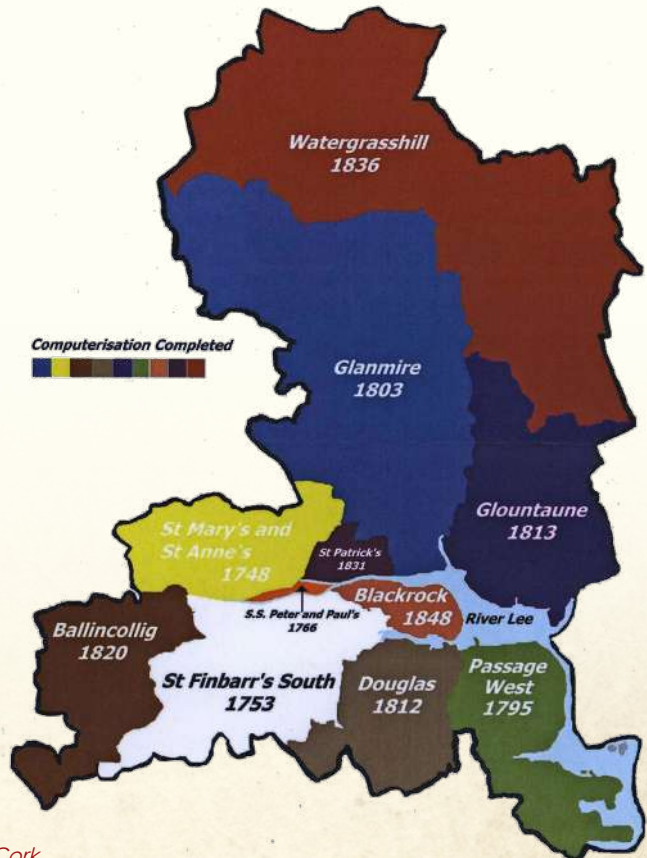 Watergrasshill
1836
Computerisation Completed
Glanmire
1803
Glountaune
1813
St Mary's and
St Anne's
1748
St Patrick's
1831
S.S. Peter and Paul's
1766
Blackrock
1848
River Lee
Ballincollig
1820
St Finbarr's South
1753
Douglas
1812
Passage
West
1795
Cork